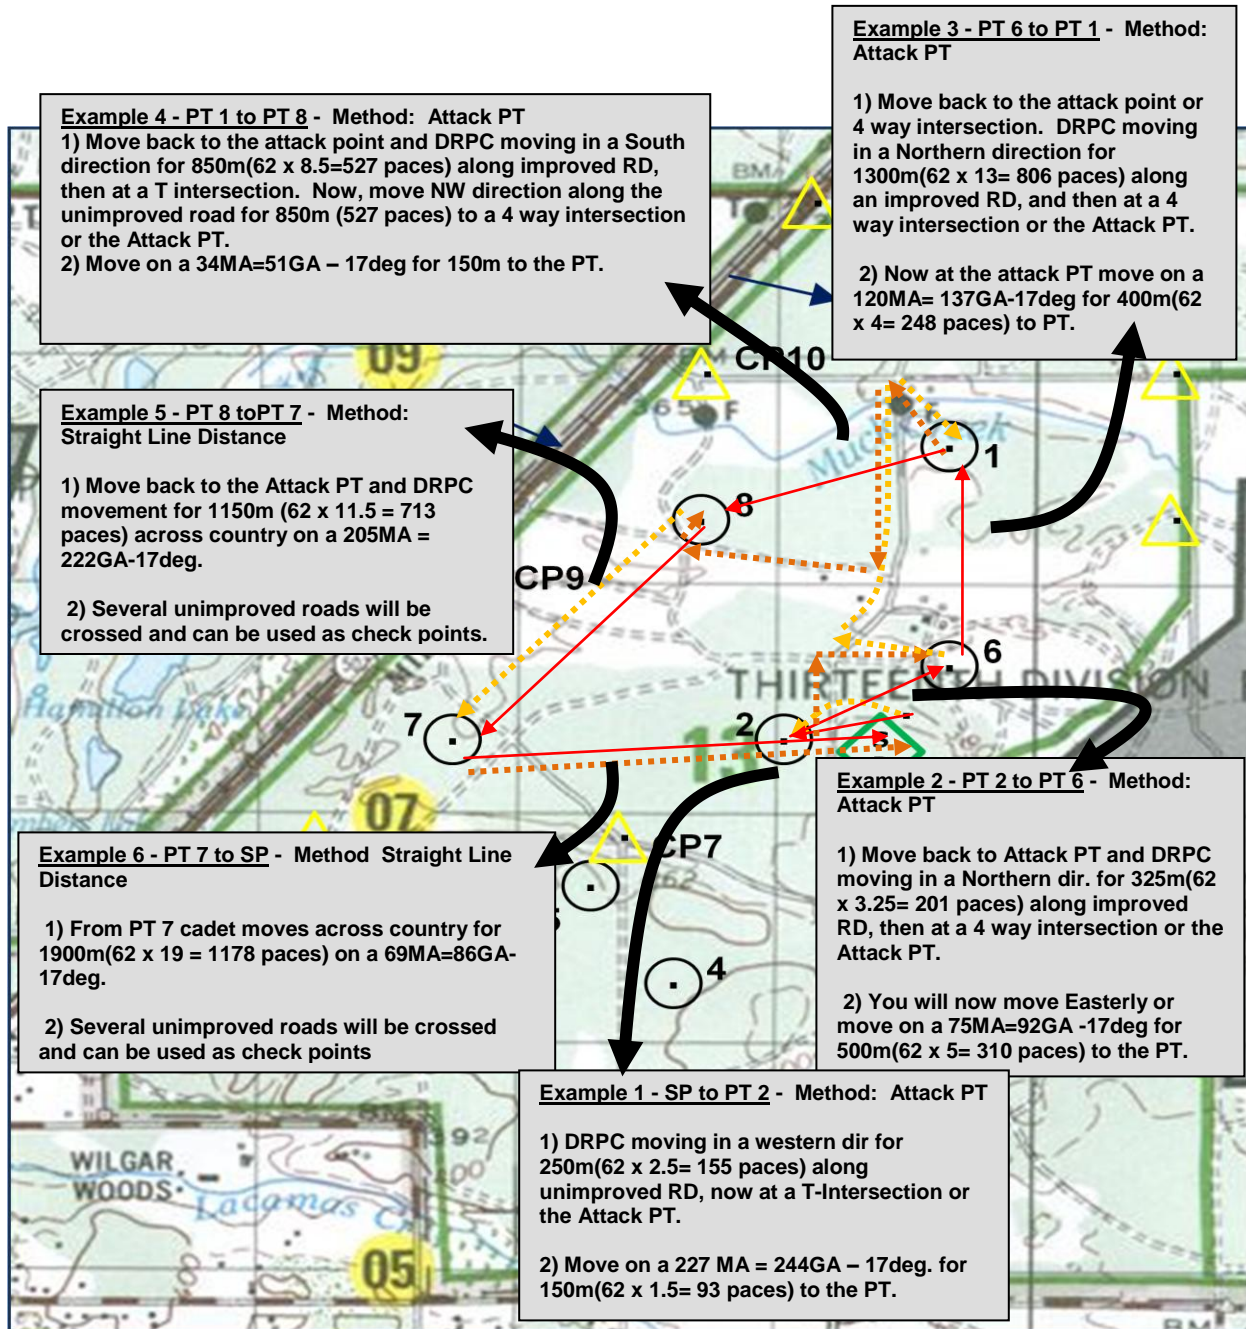 Example 3 - PT 6 to PT 1 -  Method:
Attack PT
1) Move back to the attack point or
4 way intersection.  DRPC moving
in a Northern direction for
1300m(62 x 13= 806 paces) along
an improved RD, and then at a 4
way intersection or the Attack PT.
2) Now at the attack PT move on a
120MA= 137GA-17deg for 400m(62
x 4= 248 paces) to PT.
Example 4 - PT 1 to PT 8 -  Method:  Attack PT
1) Move back to the attack point and DRPC moving in a South
direction for 850m(62 x 8.5=527 paces) along improved RD,
then at a T intersection.  Now, move NW direction along the
unimproved road for 850m (527 paces) to a 4 way intersection
or the Attack PT.
2) Move on a 34MA=51GA – 17deg for 150m to the PT.
BM
09
CP10
365
F
Muck Creek
1
8
Example 5 - PT 8 toPT 7 -  Method:
Straight Line Distance
1) Move back to the Attack PT and DRPC
movement for 1150m (62 x 11.5 = 713
paces) across country on a 205MA =
222GA-17deg.
2) Several unimproved roads will be
crossed and can be used as check points.
CP9
6
THIRTEENTH DIVISION
Hamilton Lake
7
2
13
07
CP7
262
4
Example 2 - PT 2 to PT 6 -  Method:
Attack PT
1) Move back to Attack PT and DRPC
moving in a Northern dir. for 325m(62
x 3.25= 201 paces) along improved
RD, then at a 4 way intersection or the
Attack PT.
2) You will now move Easterly or
move on a 75MA=92GA -17deg for
500m(62 x 5= 310 paces) to the PT.
Example 6 - PT 7 to SP -  Method  Straight Line
Distance
1) From PT 7 cadet moves across country for
1900m(62 x 19 = 1178 paces) on a 69MA=86GA-
17deg.
2) Several unimproved roads will be crossed
and can be used as check points
Example 1 - SP to PT 2 -  Method:  Attack PT
1) DRPC moving in a western dir for
250m(62 x 2.5= 155 paces) along
unimproved RD, now at a T-Intersection or
the Attack PT.
2) Move on a 227 MA = 244GA – 17deg. for
150m(62 x 1.5= 93 paces) to the PT.
BM
392
400
WILGAR
WOODS
Lacamas
05
BM